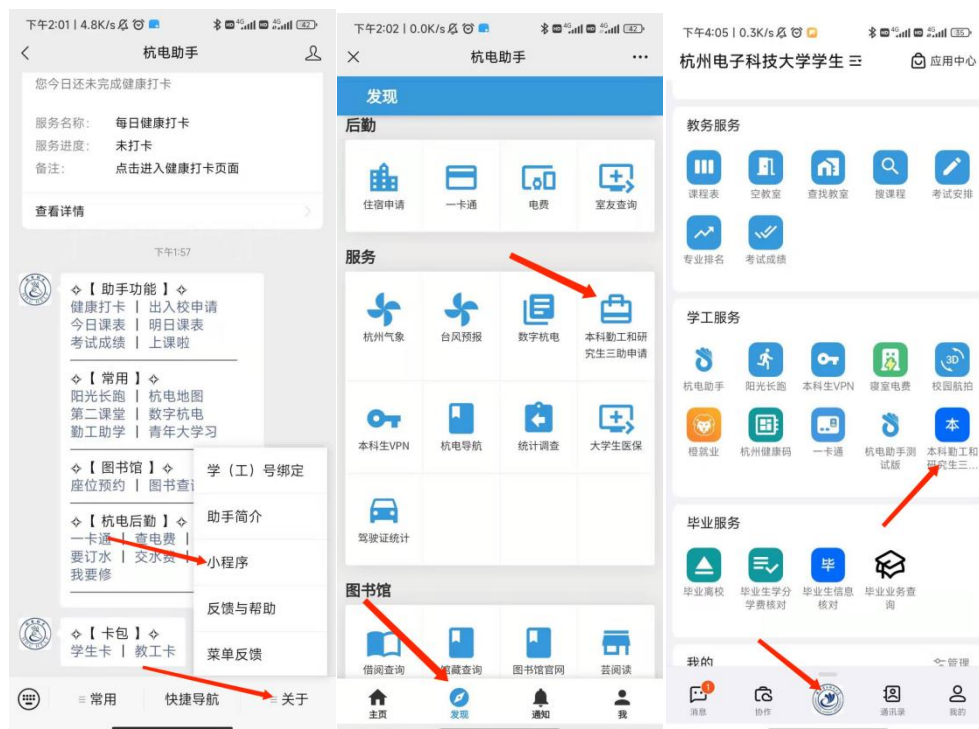 下午2:01 | 4.8K/s
4G 4G 42
杭电助手
您今日还未完成健康打卡
服务名称: 每日健康打卡
服务进度: 未打卡
备注: 点击进入健康打卡页面
查看详情
下午1:57
【 助手功能 】
健康打卡 | 出入校申请
今日课表 | 明日课表
考试成绩 | 上课啦
【 常用 】
阳光长跑 | 杭电地图
第二课堂 | 数字杭电
勤工助学 | 青年大学习
【 图书馆 】
座位预约 | 图书查
【 杭电后勤 】
一卡通 | 查电费 |
要订水 | 交水费 |
我要修
【 卡包 】
学生卡 | 教工卡
学（工）号绑定
助手简介
小程序
反馈与帮助
菜单反馈
≡ 常用
快捷导航
≡ 关于
下午2:02 | 0.0K/s
4G 4G 42
杭电助手
发现
后勤
住宿申请 一卡通 电费 室友查询
服务
杭州气象 台风预报 数字杭电 本科勤工和研
究生三助申请
本科生VPN 杭电导航 统计调查 大学生医保
驾驶证统计
图书馆
借阅查询 馆藏查询 图书馆官网 芸阅读
主页 发现 通知 我
下午4:05 | 0.3K/s
4G 4G 35
杭州电子科技大学学生
应用中心
教务服务
课程表 空教室 查找教室 搜课程 考试安排
专业排名 考试成绩
学工服务
3D
杭电助手 阳光长跑 本科生VPN 寝室电费 校园航拍
本
橙就业 杭州健康码 一卡通 杭电助手测 本科勤工和
试版 研究生三...
毕业服务
毕
毕业离校 毕业生学分 毕业生信息 毕业业务查
学费核对 核对 询
我的
管理
1
消息 协作 通讯录 我的